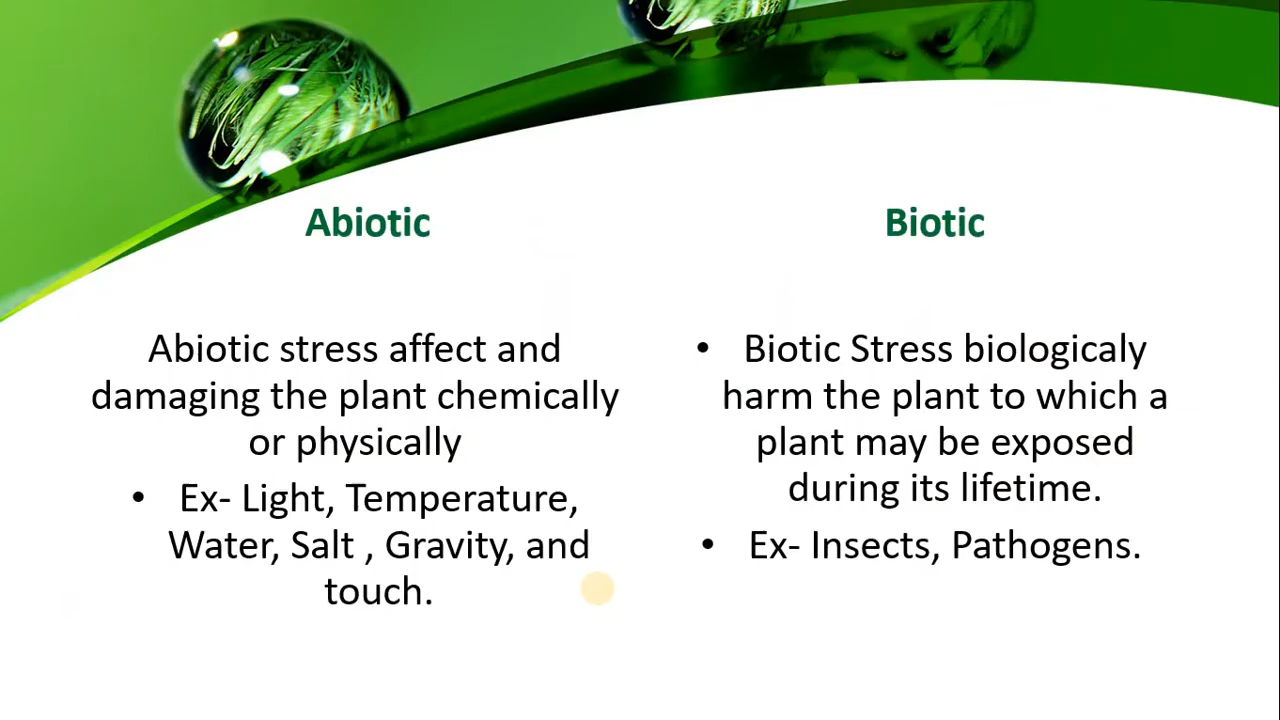 Abiotic
Abiotic stress affect and
damaging the plant chemically
or physically
• Ex- Light, Temperature,
Water, Salt , Gravity, and
touch.
Biotic
• Biotic Stress biologicaly
harm the plant to which a
plant may be exposed
during its lifetime.
• Ex- Insects, Pathogens.